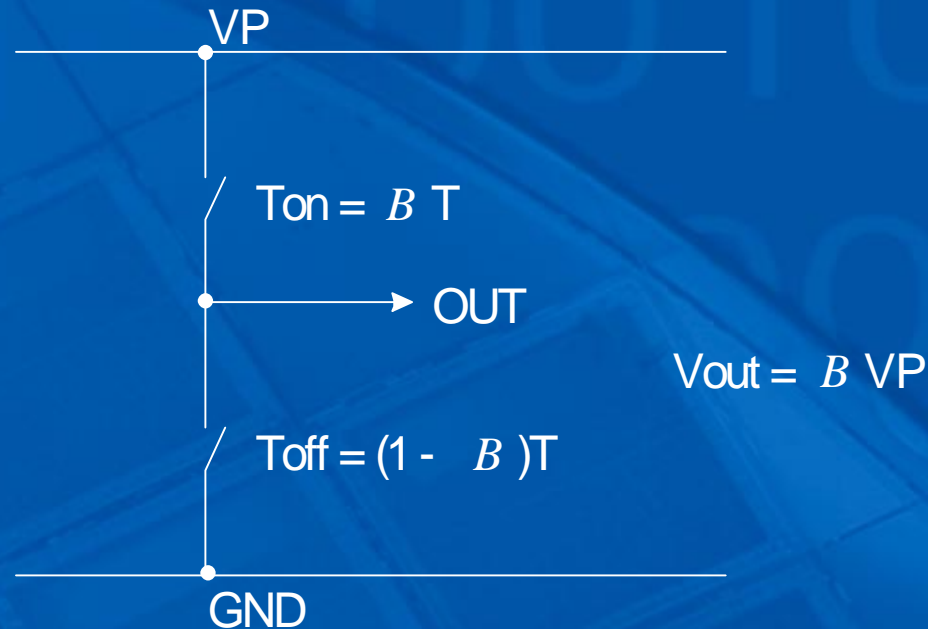 VP
Ton = B T
OUT
Vout = B VP
Toff = (1 - B )T
GND